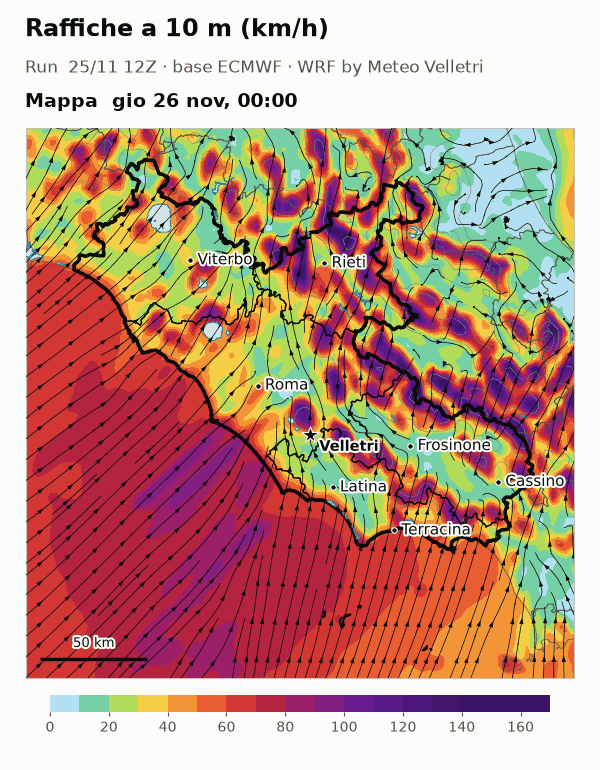 Raffiche a 10 m (km/h)
Run  25/11 12Z · base ECMWF · WRF by Meteo Velletri
Mappa  gio 26 nov, 00:00
Viterbo
Rieti
Roma
Velletri
Frosinone
Latina
Cassino
Terracina
50 km
0 20 40 60 80 100 120 140 160